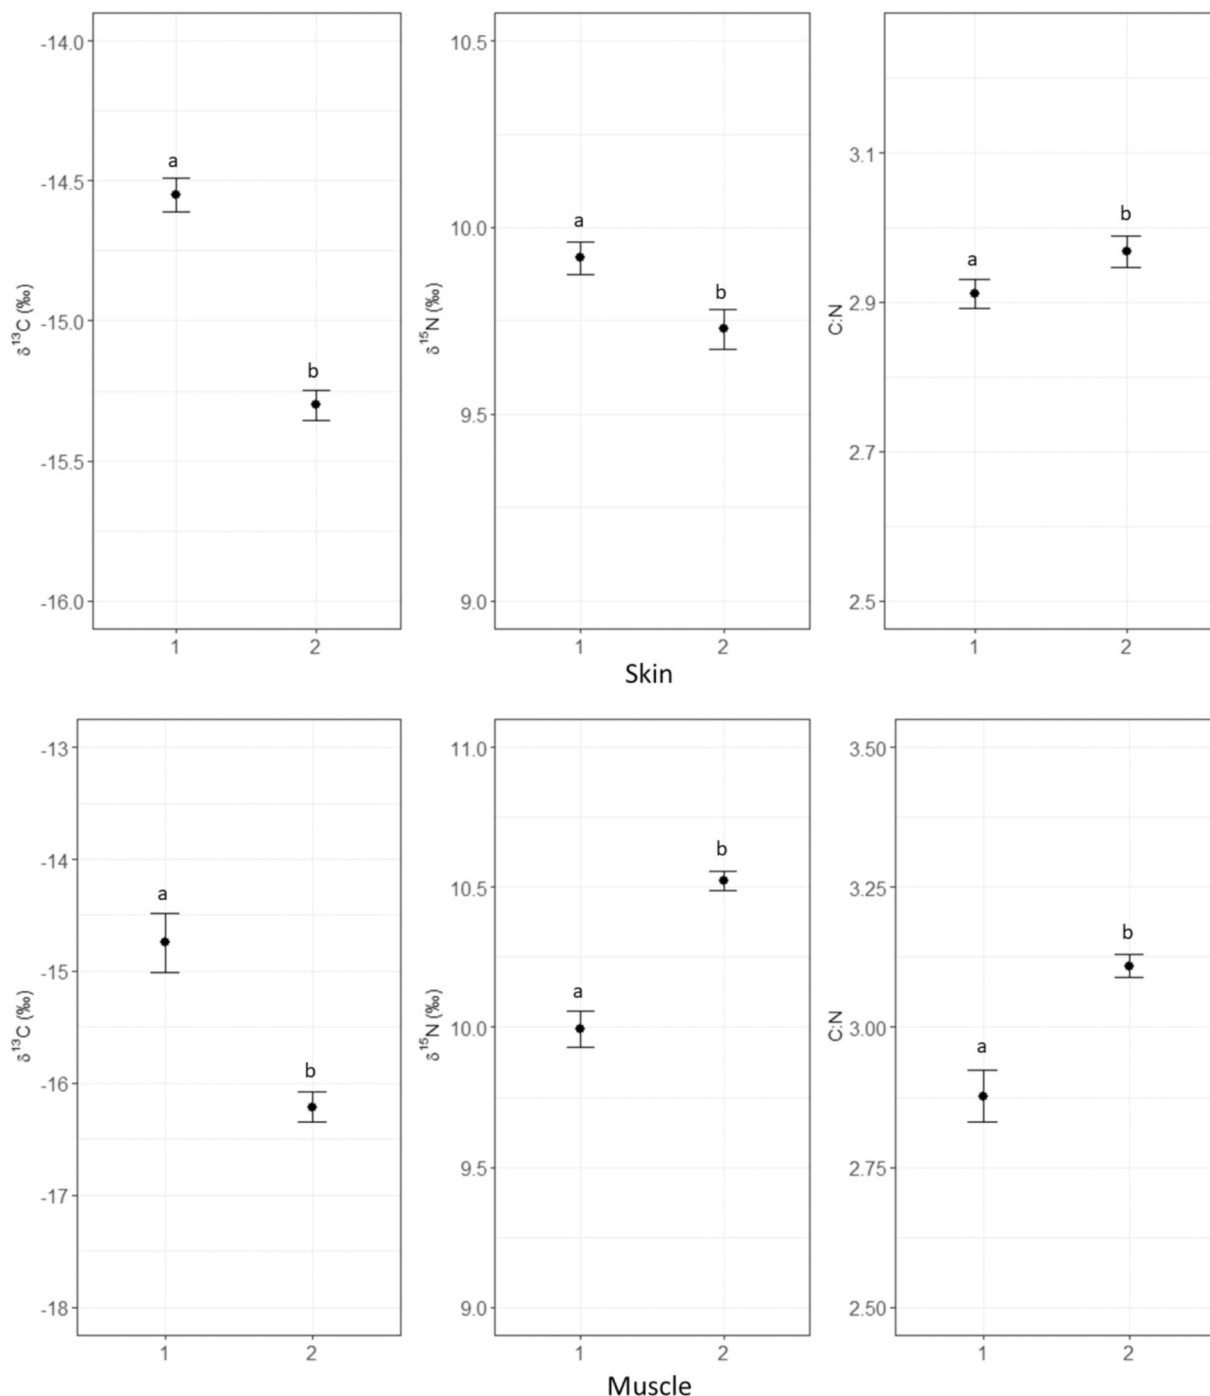 -14.0
-14.5
-15.0
-15.5
-16.0
δ¹³C (‰)
a
b
1 2
10.5
10.0
9.5
9.0
δ¹⁵N (‰)
a
b
1 2
3.1
2.9
2.7
2.5
C:N
a
b
1 2
Skin
-13
-14
-15
-16
-17
-18
δ¹³C (‰)
a
b
1 2
11.0
10.5
10.0
9.5
9.0
δ¹⁵N (‰)
b
a
1 2
3.50
3.25
3.00
2.75
2.50
C:N
b
a
1 2
Muscle